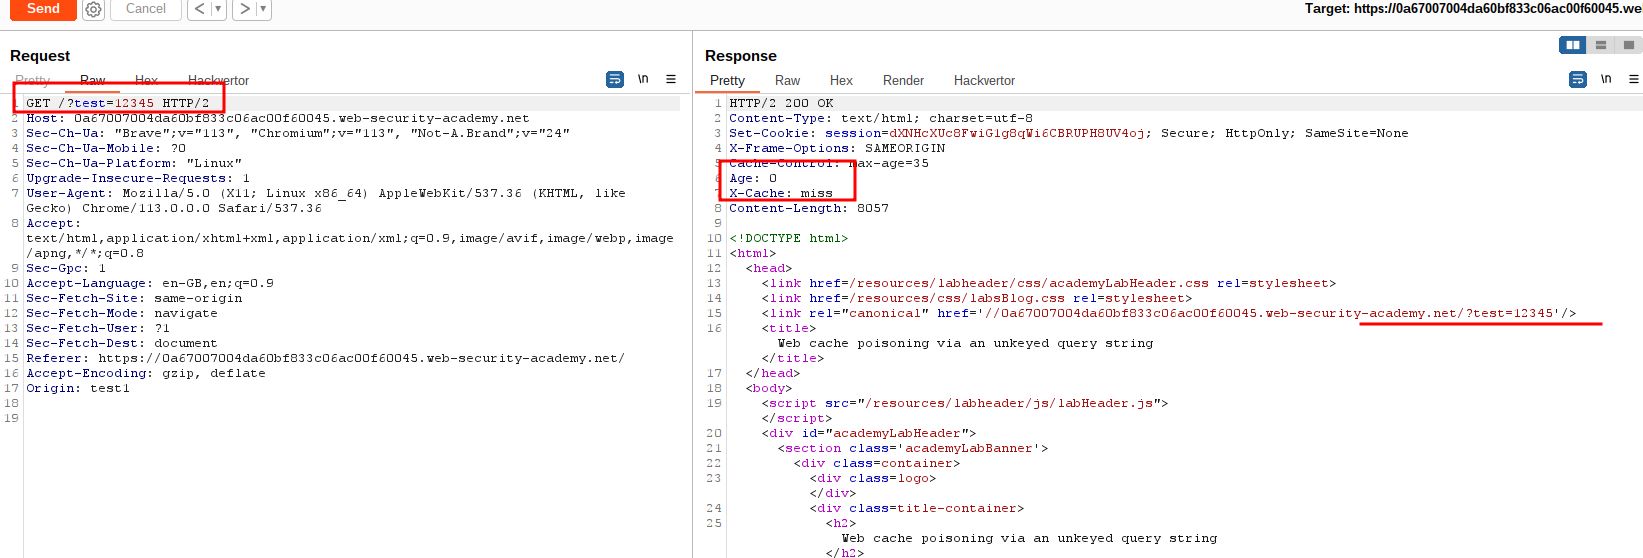 Send
Cancel
< | ▾
> | ▾
Target: https://0a67007004da60bf833c06ac00f60045.we
Request
Pretty Raw Hex Hackvertor
\n ≡
1 GET /?test=12345 HTTP/2
2 Host: 0a67007004da60bf833c06ac00f60045.web-security-academy.net
3 Sec-Ch-Ua: "Brave";v="113", "Chromium";v="113", "Not-A.Brand";v="24"
4 Sec-Ch-Ua-Mobile: ?0
5 Sec-Ch-Ua-Platform: "Linux"
6 Upgrade-Insecure-Requests: 1
7 User-Agent: Mozilla/5.0 (X11; Linux x86_64) AppleWebKit/537.36 (KHTML, like
Gecko) Chrome/113.0.0.0 Safari/537.36
8 Accept:
text/html,application/xhtml+xml,application/xml;q=0.9,image/avif,image/webp,image
/apng,*/*;q=0.8
9 Sec-Gpc: 1
10 Accept-Language: en-GB,en;q=0.9
11 Sec-Fetch-Site: same-origin
12 Sec-Fetch-Mode: navigate
13 Sec-Fetch-User: ?1
14 Sec-Fetch-Dest: document
15 Referer: https://0a67007004da60bf833c06ac00f60045.web-security-academy.net/
16 Accept-Encoding: gzip, deflate
17 Origin: test1
18
19
Response
Pretty Raw Hex Render Hackvertor
\n ≡
1 HTTP/2 200 OK
2 Content-Type: text/html; charset=utf-8
3 Set-Cookie: session=dXNHcXUc8FwiG1g8qWi6CBRUPH8UV4oj; Secure; HttpOnly; SameSite=None
4 X-Frame-Options: SAMEORIGIN
5 Cache-Control: max-age=35
6 Age: 0
7 X-Cache: miss
8 Content-Length: 8057
9
10 <!DOCTYPE html>
11 <html>
12 <head>
13 <link href=/resources/labheader/css/academyLabHeader.css rel=stylesheet>
14 <link href=/resources/css/labsBlog.css rel=stylesheet>
15 <link rel="canonical" href='//0a67007004da60bf833c06ac00f60045.web-security-academy.net/?test=12345'/>
16 <title>
Web cache poisoning via an unkeyed query string
</title>
17 </head>
18 <body>
19 <script src="/resources/labheader/js/labHeader.js">
</script>
20 <div id="academyLabHeader">
21 <section class='academyLabBanner'>
22 <div class=container>
23 <div class=logo>
</div>
24 <div class=title-container>
25 <h2>
Web cache poisoning via an unkeyed query string
</h2>